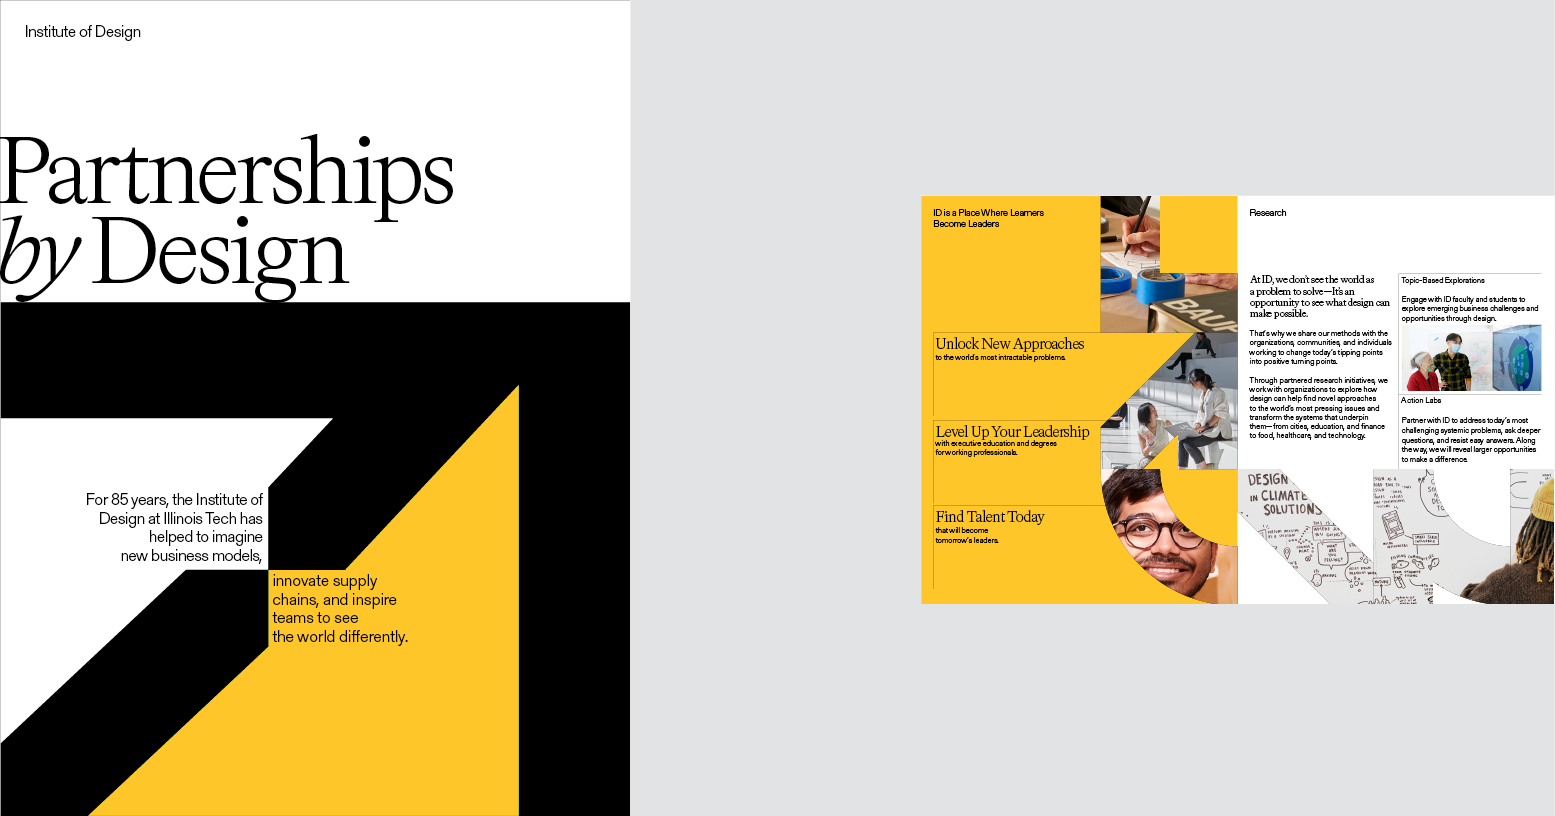 Institute of Design
Partnerships
by Design
For 85 years, the Institute of
Design at Illinois Tech has
helped to imagine
new business models,
innovate supply
chains, and inspire
teams to see
the world differently.
ID is a Place Where Learners
Become Leaders
BAUH
Unlock New Approaches
to the world's most intractable problems.
Level Up Your Leadership
with executive education and degrees
for working professionals.
Find Talent Today
that will become
tomorrow's leaders.
Research
At ID, we don't see the world as
a problem to solve—It's an
opportunity to see what design can
make possible.
That's why we share our methods with the
organizations, communities, and individuals
working to change today's tipping points
into positive turning points.
Through partnered research initiatives, we
work with organizations to explore how
design can help find novel approaches
to the world's most pressing issues and
transform the systems that underpin
them—from cities, education, and finance
to food, healthcare, and technology.
Topic-Based Explorations
Engage with ID faculty and students to
explore emerging business challenges and
opportunities through design.
Action Labs
Partner with ID to address today's most
challenging systemic problems, ask deeper
questions, and resist easy answers. Along
the way, we will reveal larger opportunities
to make a difference.
DESIGN
IN CLIMATE
SOLUTIONS
WHAT
ARE YOU
FEELING?